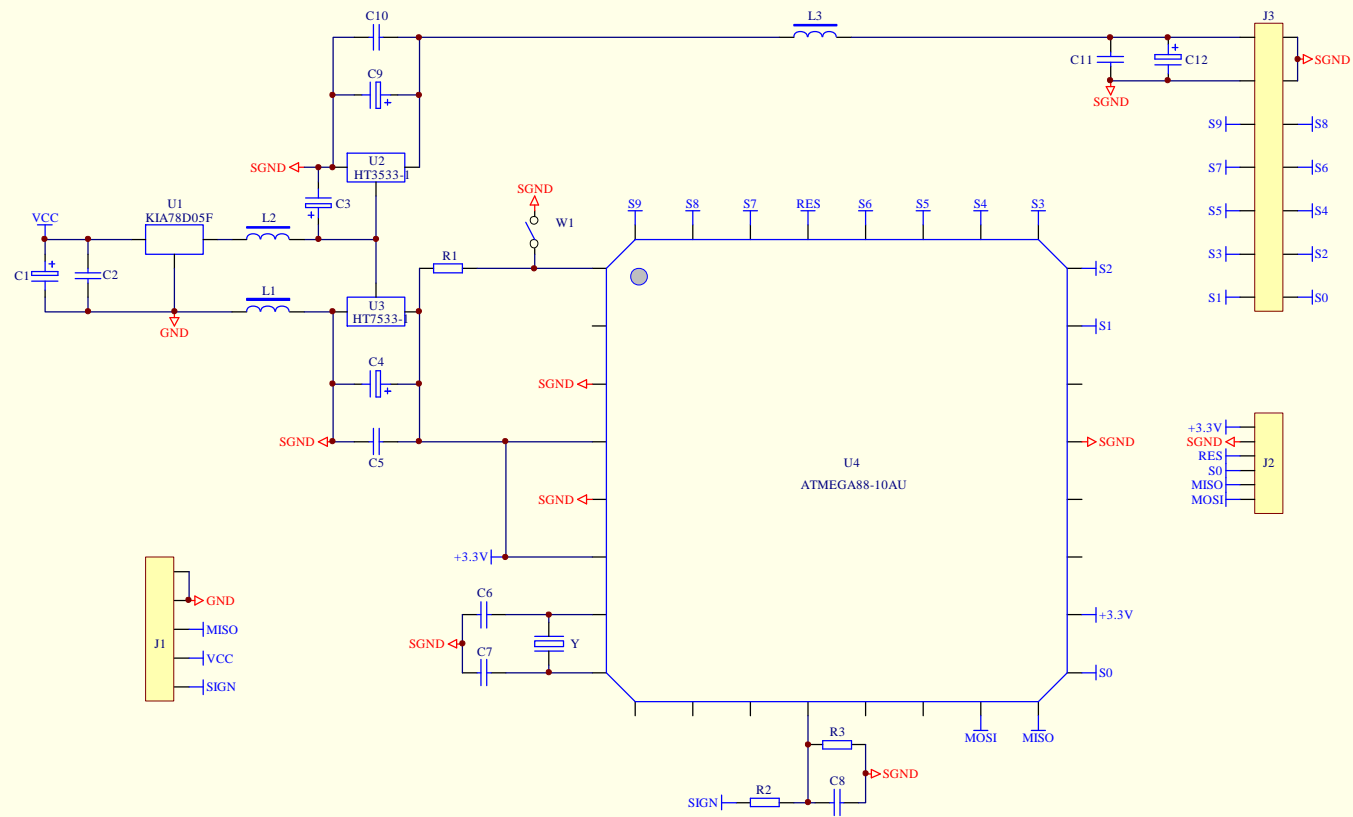 C10
L3
J3
C9
C11
C12
SGND
SGND
S9
S8
U2
SGND
HT3533-1
S7
S6
SGND
U1
C3
W1
S9
S8
S7
RES
S6
S5
S4
S3
S5
S4
VCC
KIA78D05F
L2
R1
S3
S2
C1
C2
S2
L1
U3
HT7533-1
S1
S0
GND
S1
C4
SGND
+3.3V
SGND
C5
SGND
SGND
RES
J2
U4
S0
ATMEGA88-10AU
MISO
SGND
MOSI
+3.3V
C6
GND
+3.3V
MISO
J1
SGND
Y
C7
VCC
S0
SIGN
R3
MOSI
MISO
SGND
C8
R2
SIGN